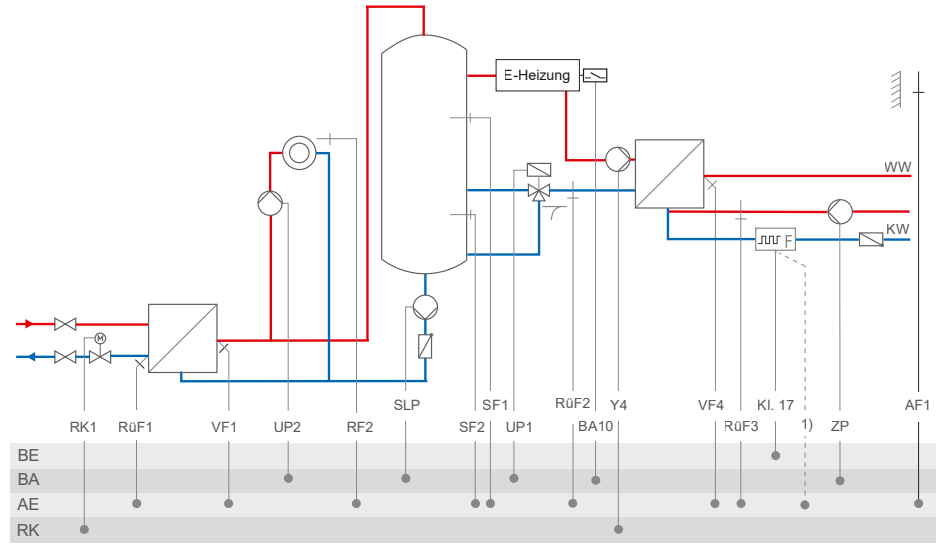 E-Heizung
WW
KW
M
F
SLP
SF1
RüF2
Y4
VF4
Kl. 17
AF1
RK1
RüF1
VF1
UP2
RF2
SF2
UP1
BA10
RüF3
1)
ZP
BE
BA
AE
RK